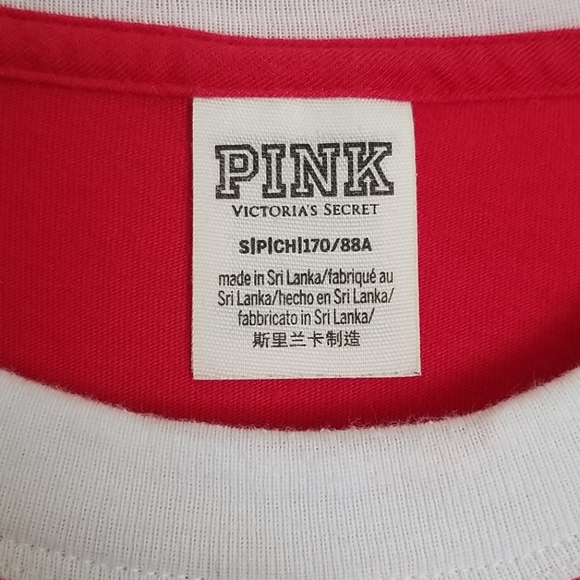 PINK
VICTORIA'S SECRET
S|P|CH|170/88A
made in Sri Lanka/fabriqué au
Sri Lanka/hecho en Sri Lanka/
fabbricato in Sri Lanka/
斯里兰卡制造